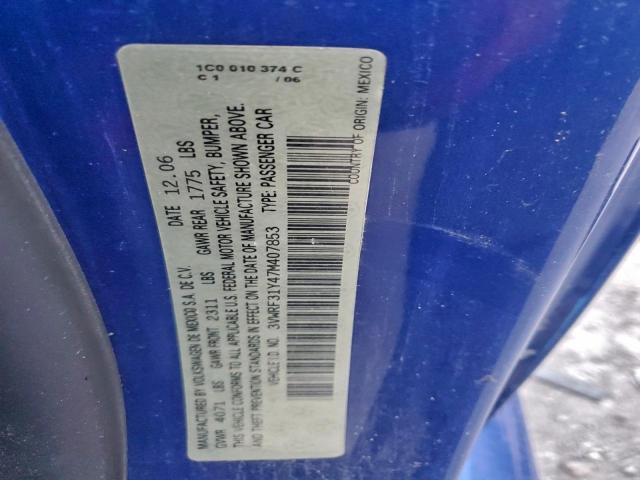 1C0 010 374 C
C 1 / 06
MANUFACTURED BY VOLKSWAGEN DE MEXICO S.A. DE C.V. DATE 12.06
GVWR 4071 LBS GAWR FRONT 2311 LBS GAWR REAR 1775 LBS
THIS VEHICLE CONFORMS TO ALL APPLICABLE U.S. FEDERAL MOTOR VEHICLE SAFETY, BUMPER,
AND THEFT PREVENTION STANDARDS IN EFFECT ON THE DATE OF MANUFACTURE SHOWN ABOVE.
VEHICLE I.D. NO. 3VWRF31Y47M407853 TYPE: PASSENGER CAR
COUNTRY OF ORIGIN: MEXICO